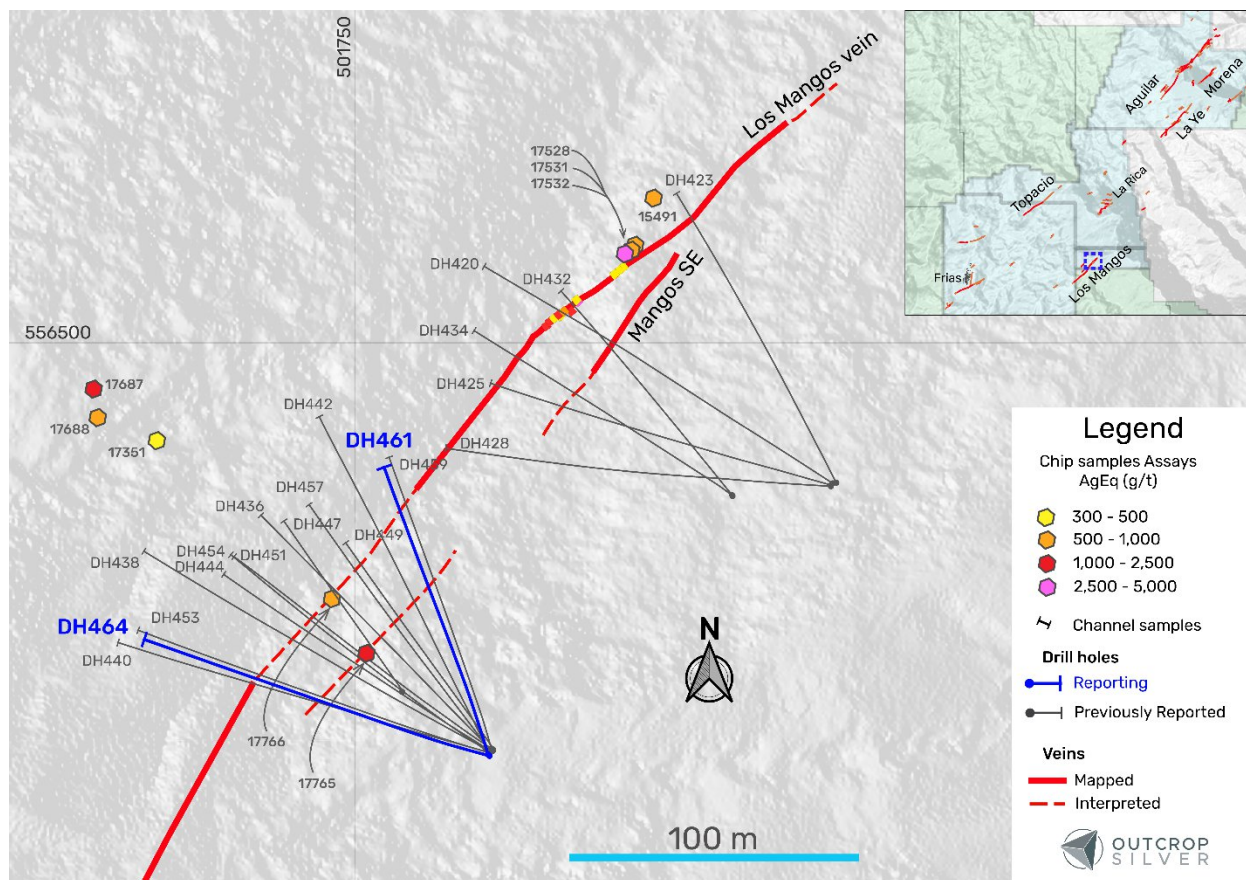 501750
556500
Los Mangos vein
Mangos SE
17528
17531
17532
DH423
15491
DH420
DH432
DH434
DH425
DH428
17687
17688
17351
DH442
DH461
DH459
DH457
DH436
DH447
DH449
DH438
DH454
DH451
DH444
DH464
DH453
DH440
17766
17765
N
100 m
Aguilar
Morena
La Ye
Topacio
La Rica
Frias
Los Mangos
Legend
Chip samples Assays
AgEq (g/t)
300 - 500
500 - 1,000
1,000 - 2,500
2,500 - 5,000
Channel samples
Drill holes
Reporting
Previously Reported
Veins
Mapped
Interpreted
OUTCROP
SILVER